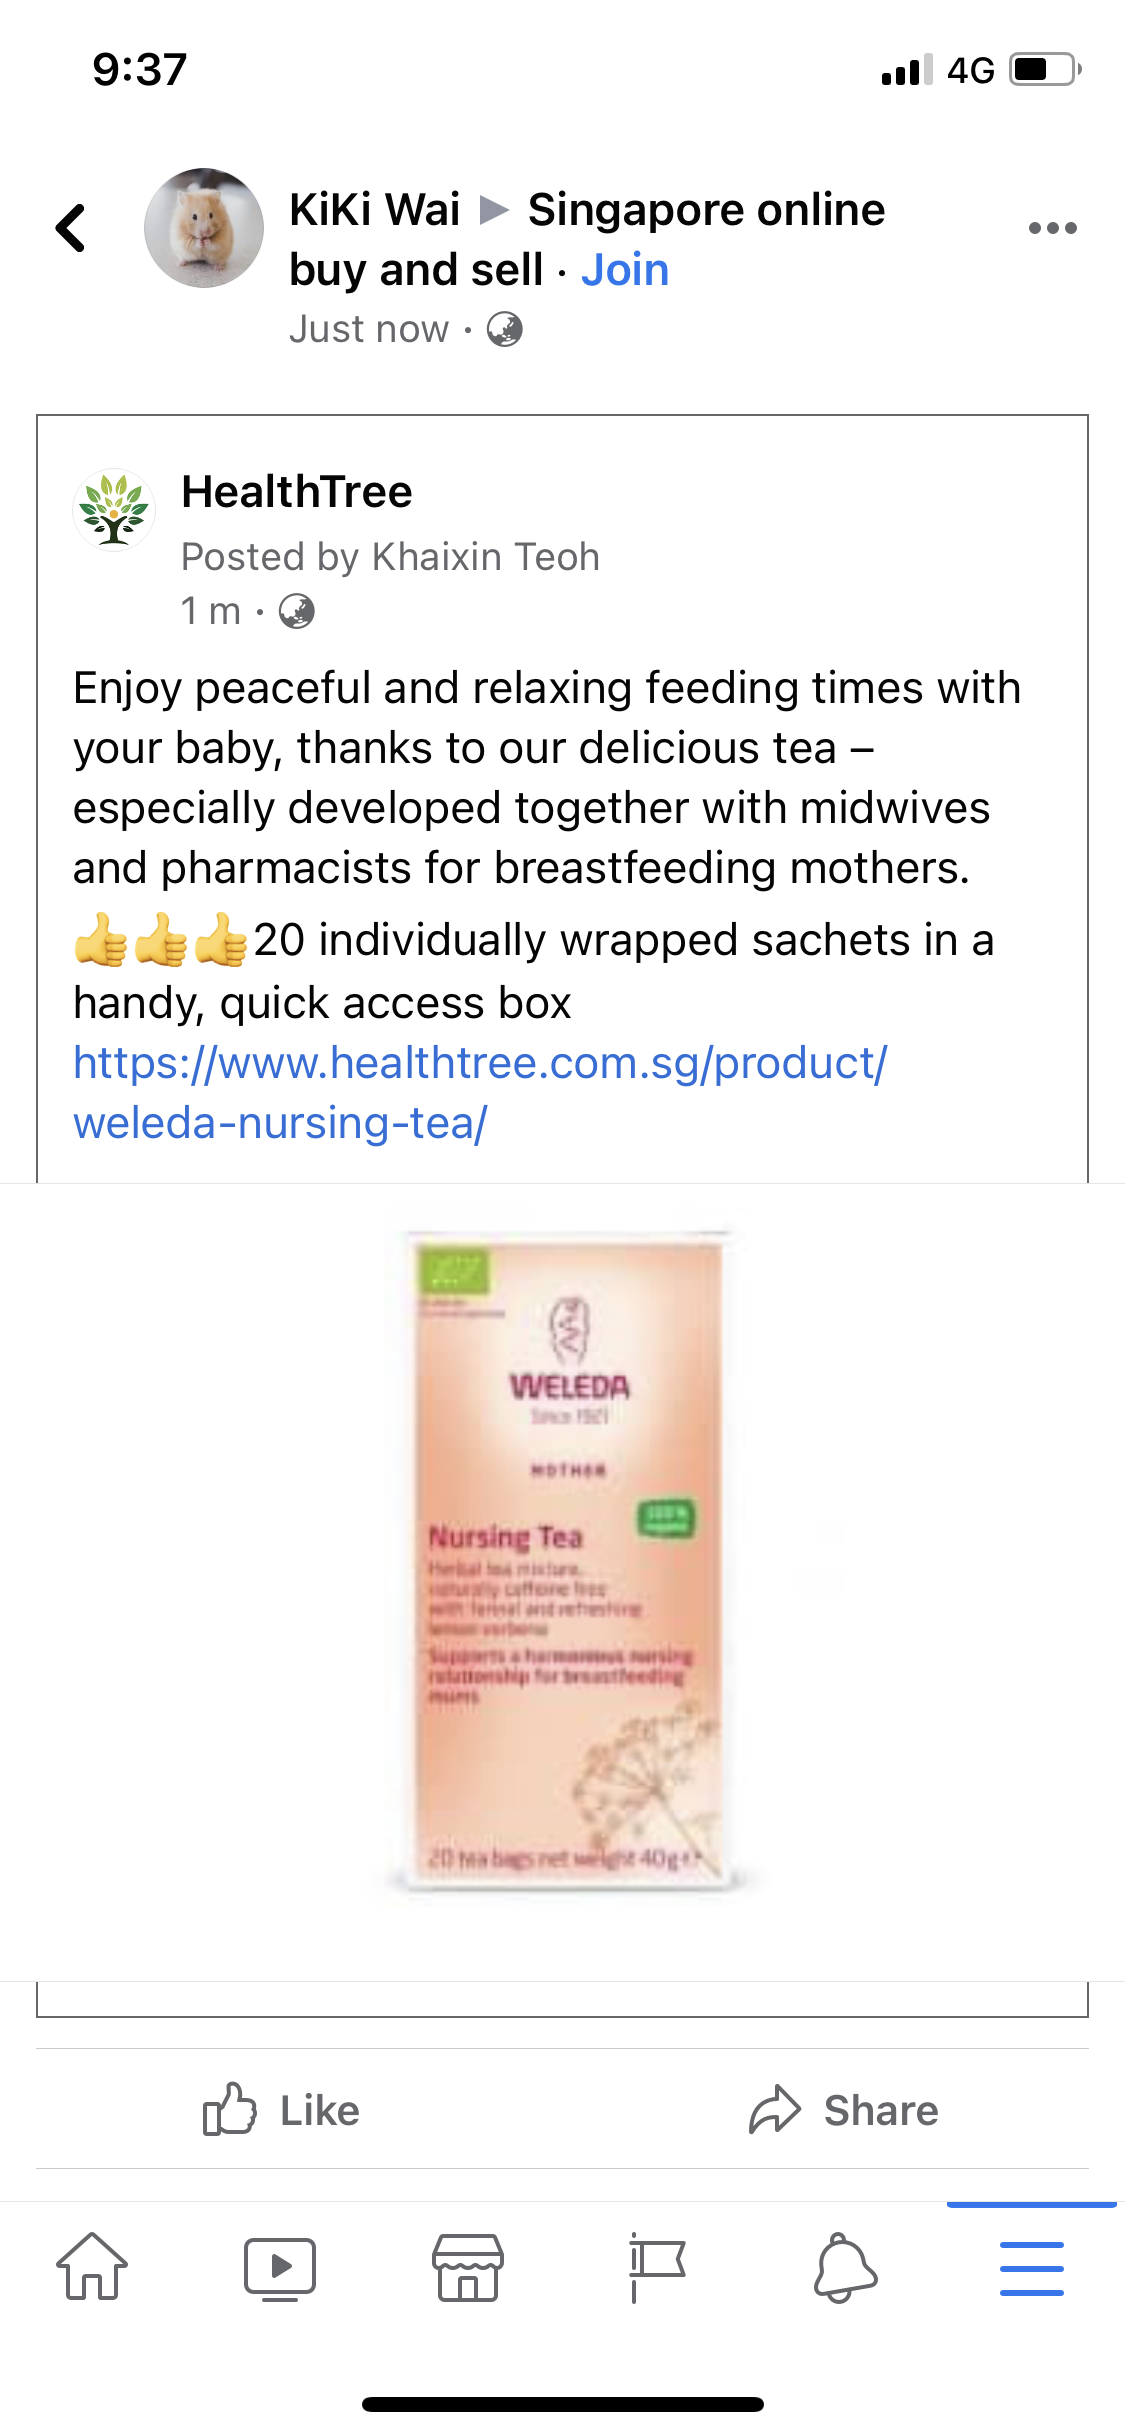 9:37
4G
KiKi Wai ▶ Singapore online
buy and sell · Join
Just now ·
HealthTree
Posted by Khaixin Teoh
1 m ·
Enjoy peaceful and relaxing feeding times with
your baby, thanks to our delicious tea –
especially developed together with midwives
and pharmacists for breastfeeding mothers.
👍👍👍20 individually wrapped sachets in a
handy, quick access box
https://www.healthtree.com.sg/product/
weleda-nursing-tea/
WELEDA
Since 1921
MOTHER
100%
Nursing Tea
Herbal tea mixture,
naturally caffeine free
with fennel and refreshing
lemon verbena
Supports a harmonious nursing
relationship for breastfeeding
mums
20 tea bags net weight 40g e
Like
Share